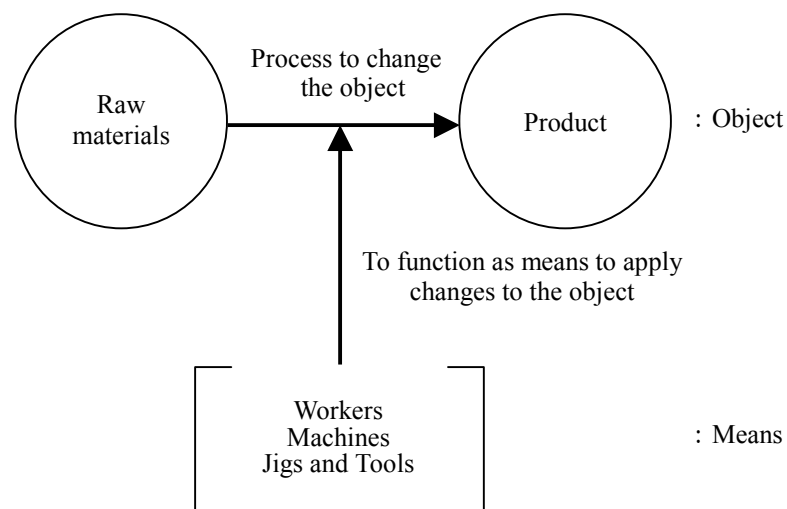 Process to change
the object
Raw
materials
Product
: Object
To function as means to apply
changes to the object
Workers
Machines
Jigs and Tools
: Means